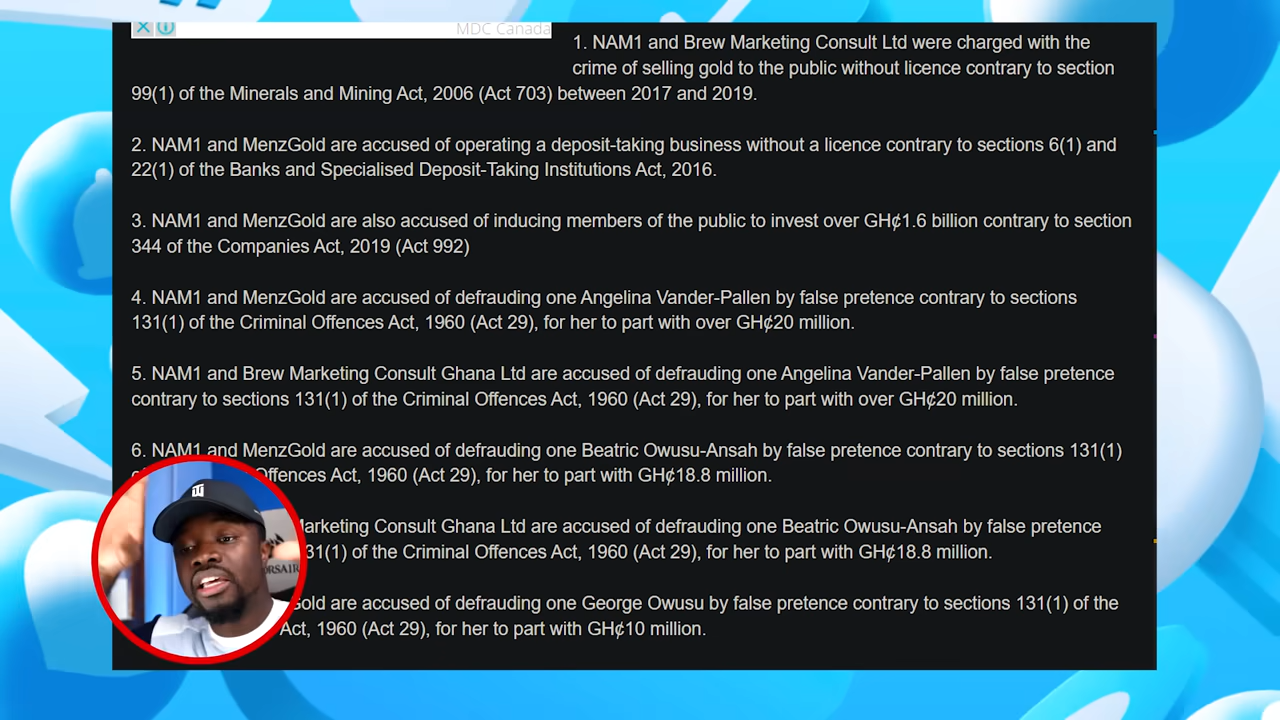 MDC Canada
1. NAM1 and Brew Marketing Consult Ltd were charged with the
crime of selling gold to the public without licence contrary to section
99(1) of the Minerals and Mining Act, 2006 (Act 703) between 2017 and 2019.
2. NAM1 and MenzGold are accused of operating a deposit-taking business without a licence contrary to sections 6(1) and
22(1) of the Banks and Specialised Deposit-Taking Institutions Act, 2016.
3. NAM1 and MenzGold are also accused of inducing members of the public to invest over GH¢1.6 billion contrary to section
344 of the Companies Act, 2019 (Act 992)
4. NAM1 and MenzGold are accused of defrauding one Angelina Vander-Pallen by false pretence contrary to sections
131(1) of the Criminal Offences Act, 1960 (Act 29), for her to part with over GH¢20 million.
5. NAM1 and Brew Marketing Consult Ghana Ltd are accused of defrauding one Angelina Vander-Pallen by false pretence
contrary to sections 131(1) of the Criminal Offences Act, 1960 (Act 29), for her to part with over GH¢20 million.
6. NAM1 and MenzGold are accused of defrauding one Beatric Owusu-Ansah by false pretence contrary to sections 131(1)
Offences Act, 1960 (Act 29), for her to part with GH¢18.8 million.
Marketing Consult Ghana Ltd are accused of defrauding one Beatric Owusu-Ansah by false pretence
31(1) of the Criminal Offences Act, 1960 (Act 29), for her to part with GH¢18.8 million.
Gold are accused of defrauding one George Owusu by false pretence contrary to sections 131(1) of the
Act, 1960 (Act 29), for her to part with GH¢10 million.